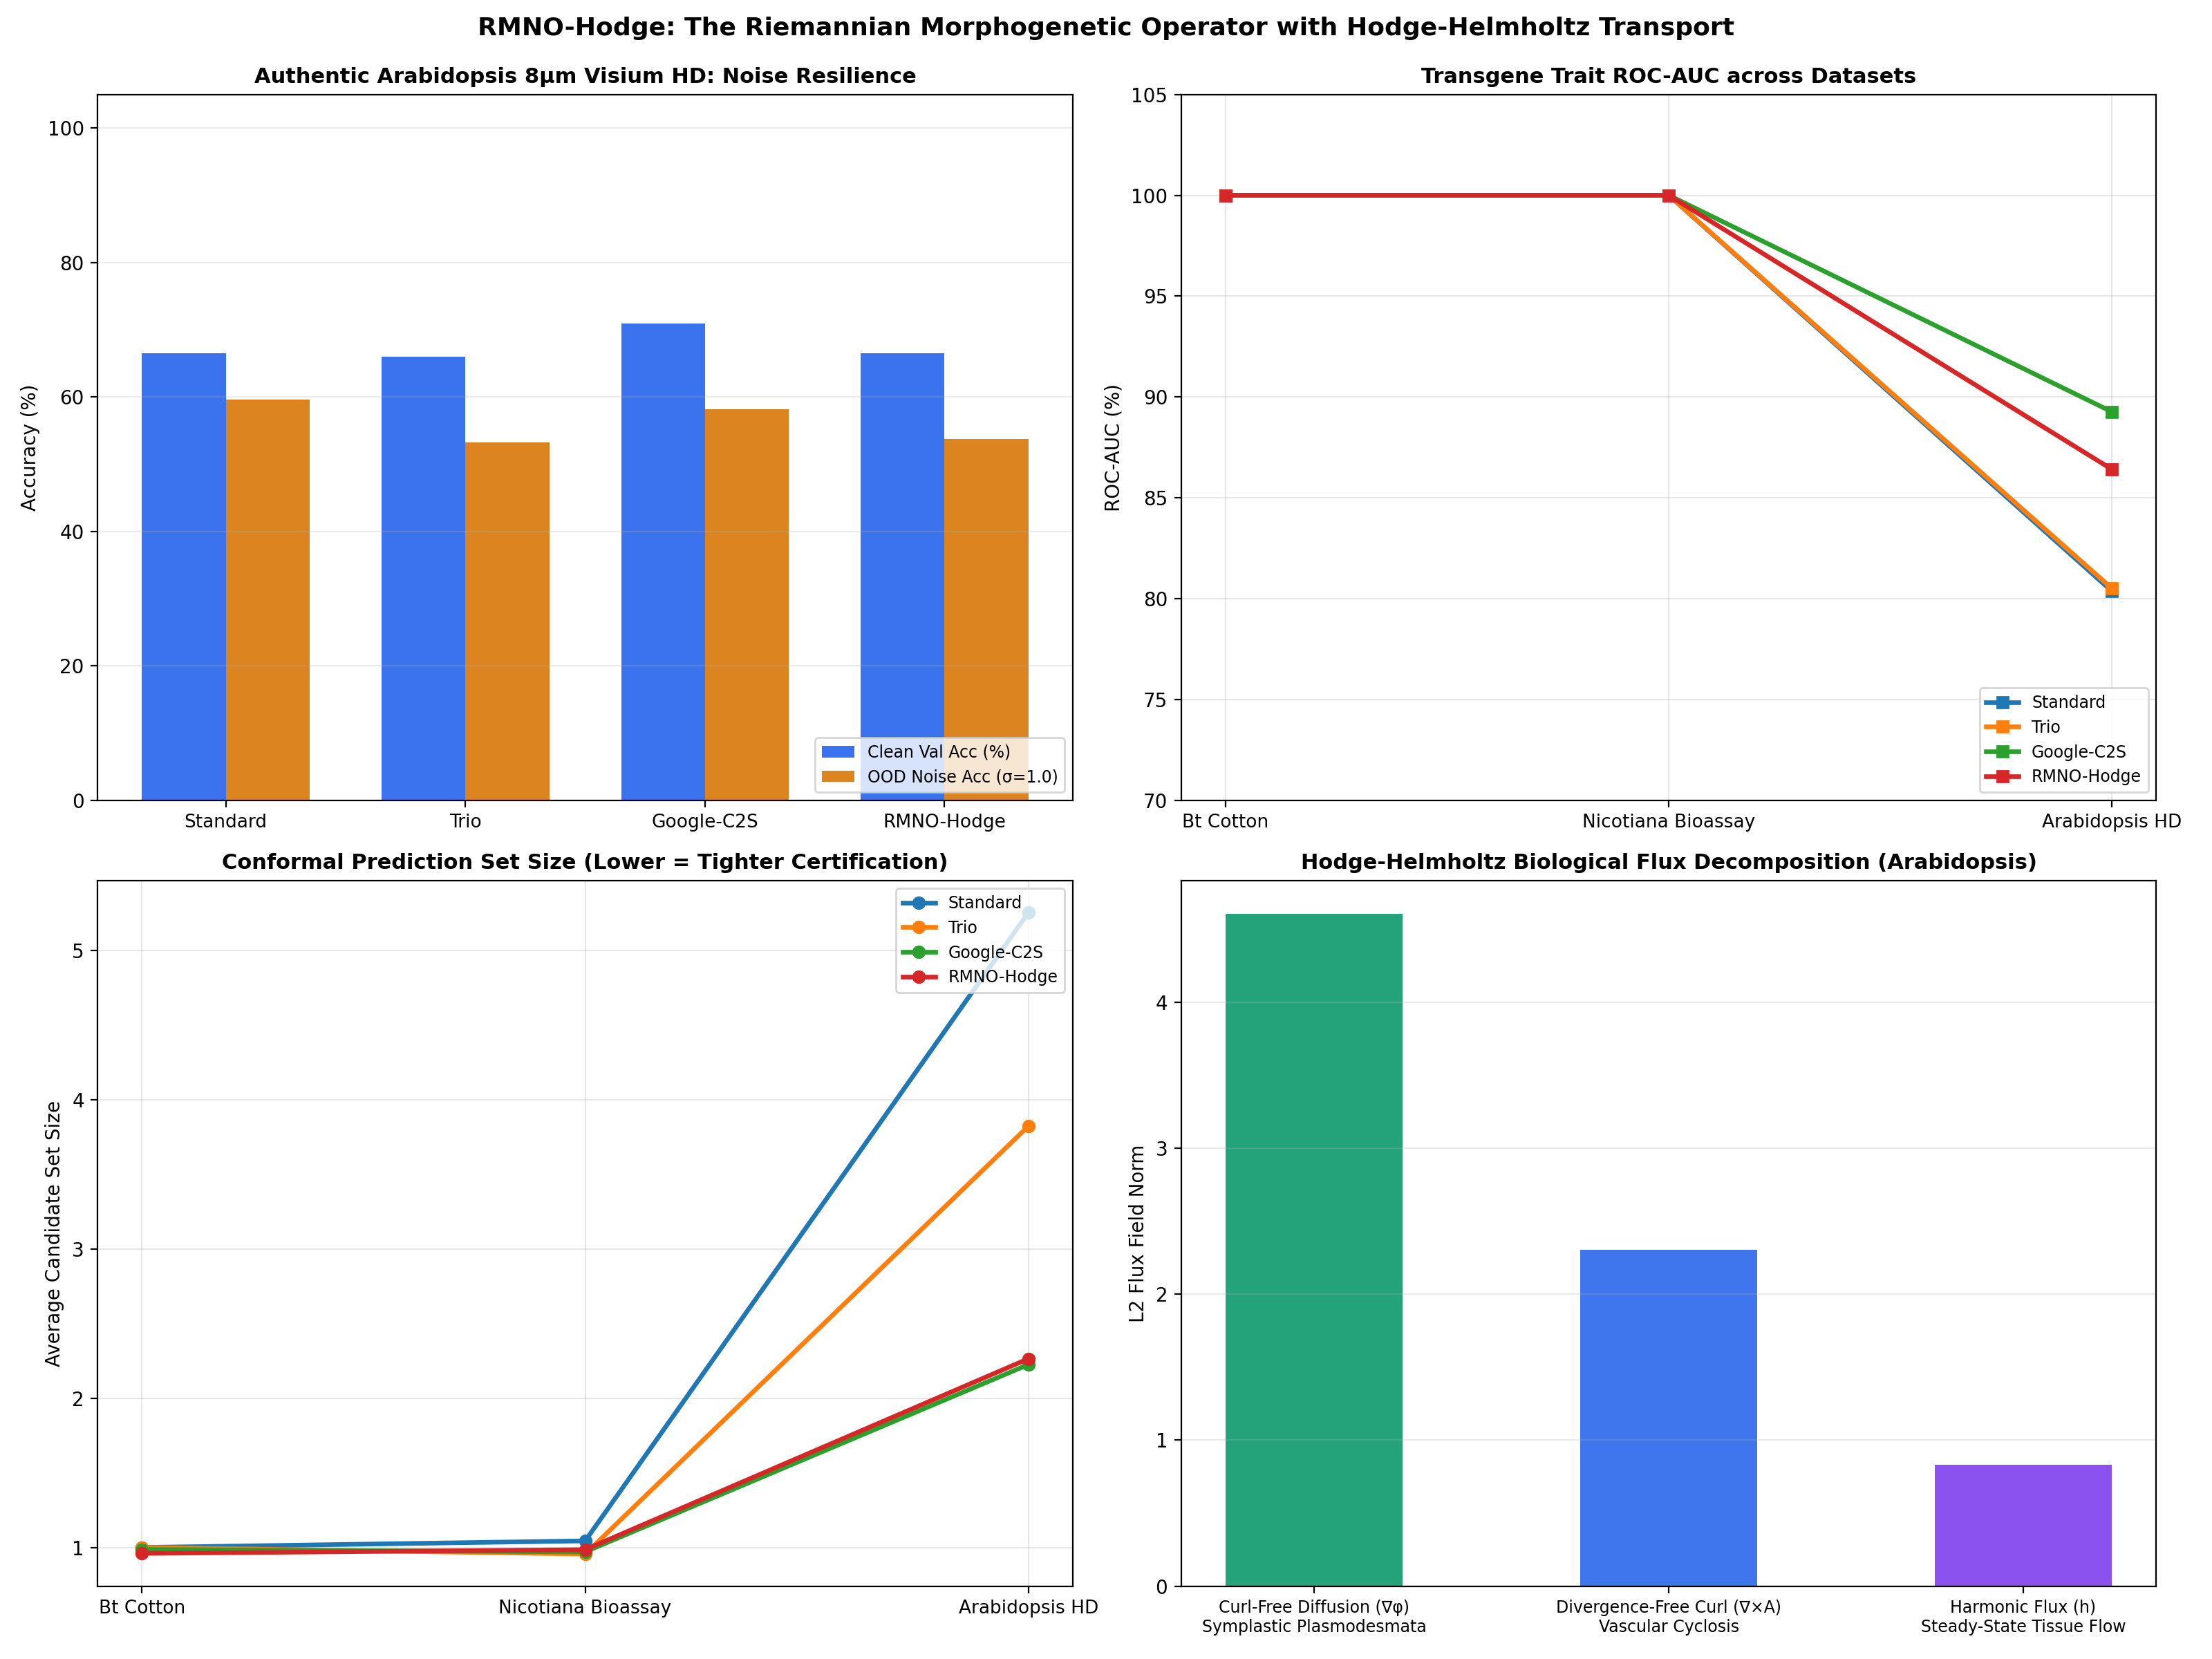 RMNO-Hodge: The Riemannian Morphogenetic Operator with Hodge-Helmholtz Transport
Authentic Arabidopsis 8μm Visium HD: Noise Resilience
100
80
60
40
20
0
Accuracy (%)
Standard
Trio
Google-C2S
RMNO-Hodge
Clean Val Acc (%)
OOD Noise Acc (σ=1.0)
Transgene Trait ROC-AUC across Datasets
105
100
95
90
85
80
75
70
ROC-AUC (%)
Bt Cotton
Nicotiana Bioassay
Arabidopsis HD
Standard
Trio
Google-C2S
RMNO-Hodge
Conformal Prediction Set Size (Lower = Tighter Certification)
5
4
3
2
1
Average Candidate Set Size
Bt Cotton
Nicotiana Bioassay
Arabidopsis HD
Standard
Trio
Google-C2S
RMNO-Hodge
Hodge-Helmholtz Biological Flux Decomposition (Arabidopsis)
4
3
2
1
0
L2 Flux Field Norm
Curl-Free Diffusion (∇φ)
Symplastic Plasmodesmata
Divergence-Free Curl (∇×A)
Vascular Cyclosis
Harmonic Flux (h)
Steady-State Tissue Flow